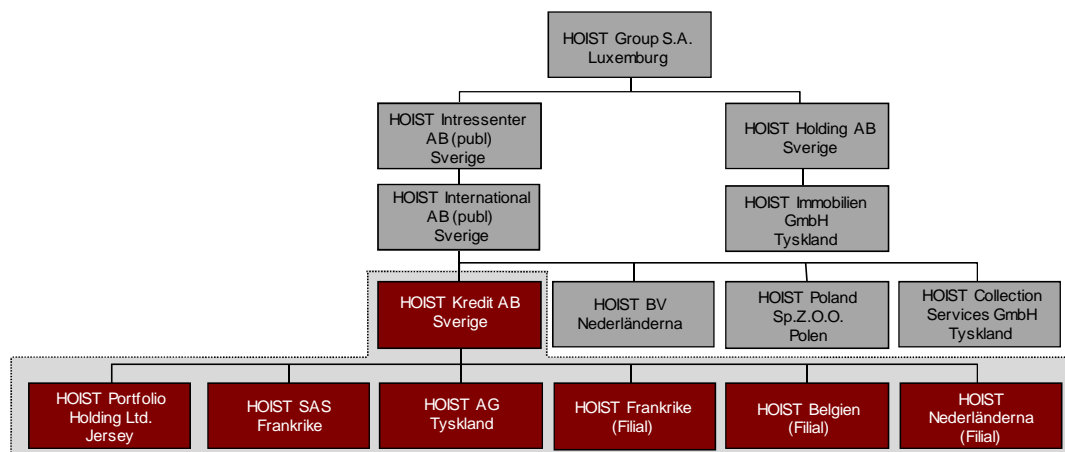 HOIST Group S.A.
Luxemburg
HOIST Intressenter
AB (publ)
Sverige
HOIST Holding AB
Sverige
HOIST International
AB (publ)
Sverige
HOIST Immobilien
GmbH
Tyskland
HOIST Kredit AB
Sverige
HOIST BV
Nederländerna
HOIST Poland
Sp.Z.O.O.
Polen
HOIST Collection
Services GmbH
Tyskland
HOIST Portfolio
Holding Ltd.
Jersey
HOIST SAS
Frankrike
HOIST AG
Tyskland
HOIST Frankrike
(Filial)
HOIST Belgien
(Filial)
HOIST
Nederländerna
(Filial)